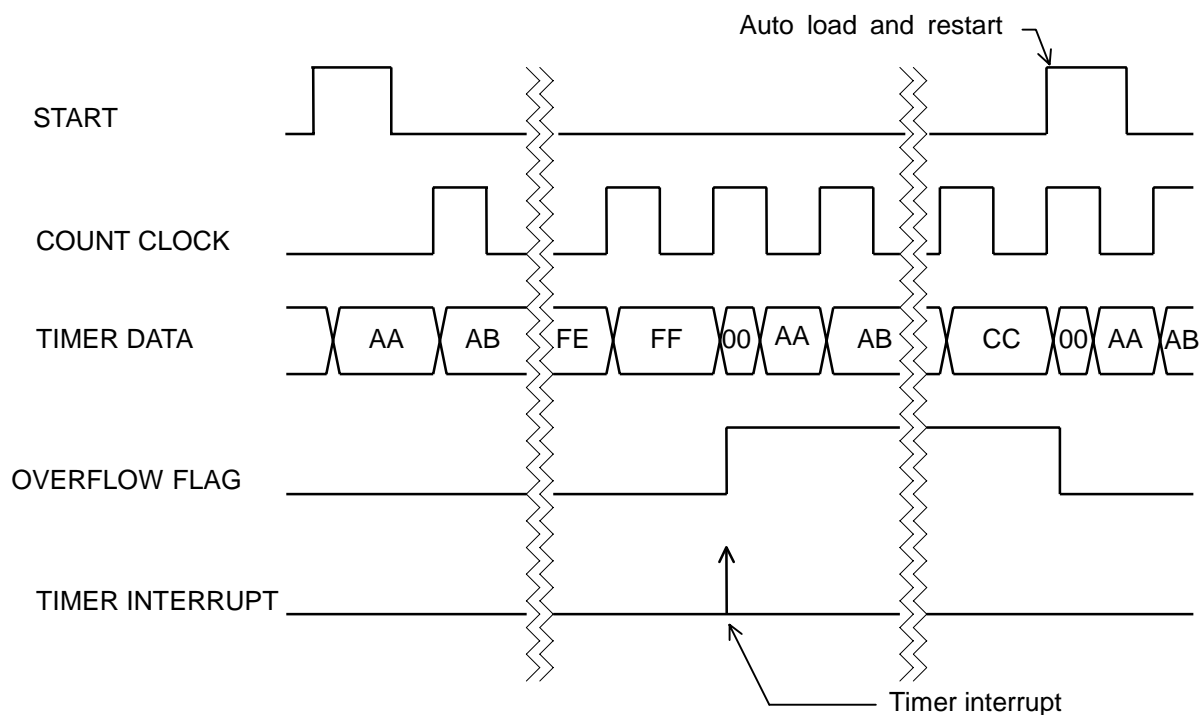 Auto load and restart
START
COUNT CLOCK
TIMER DATA AA AB FE FF 00 AA AB CC 00 AA AB
OVERFLOW FLAG
TIMER INTERRUPT
Timer interrupt